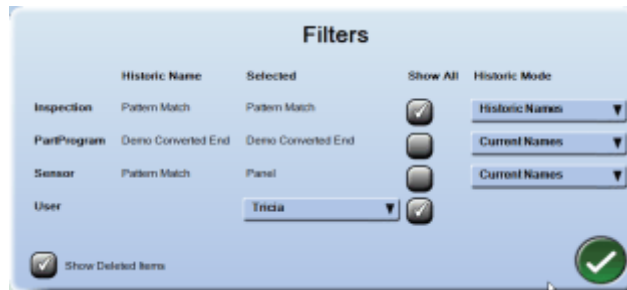 Filters
Historic Name Selected Show All Historic Mode
Inspection Pattern Match Pattern Match Historic Names
PartProgram Demo Converted End Demo Converted End Current Names
Sensor Pattern Match Panel Current Names
User Tricia
Show Deleted Items